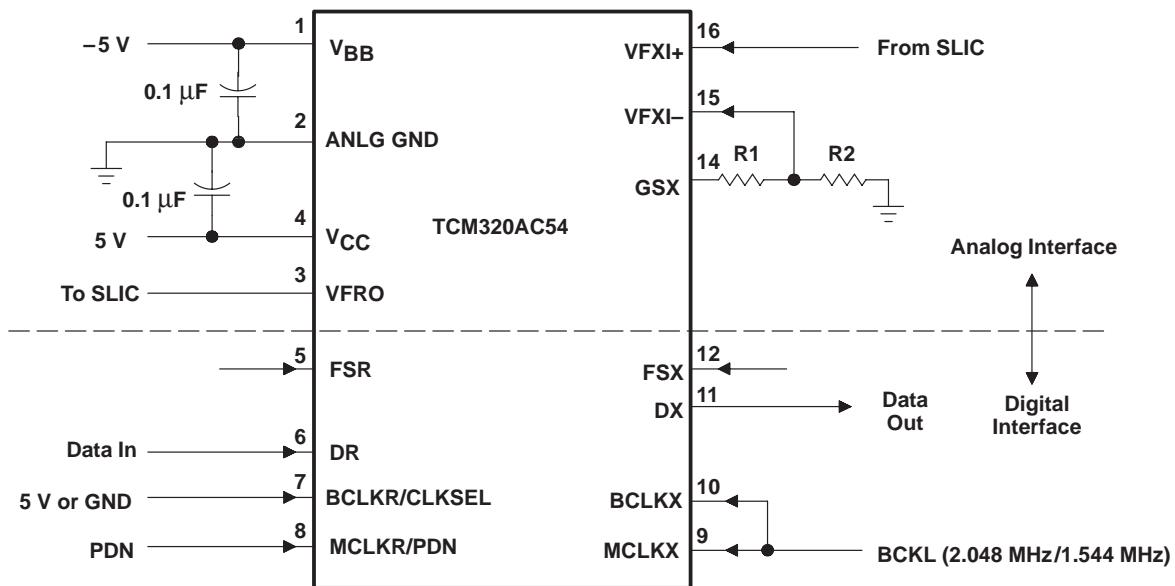 –5 V
1
VBB
0.1 μF
2
ANLG GND
0.1 μF
5 V
4
VCC
3
To SLIC
VFRO
TCM320AC54
16
VFXI+
From SLIC
15
VFXI–
14
GSX
R1
R2
Analog Interface
5
FSR
12
FSX
11
DX
Data
Out
Digital
Interface
Data In
6
DR
5 V or GND
7
BCLKR/CLKSEL
PDN
8
MCLKR/PDN
10
BCLKX
9
MCLKX
BCKL (2.048 MHz/1.544 MHz)